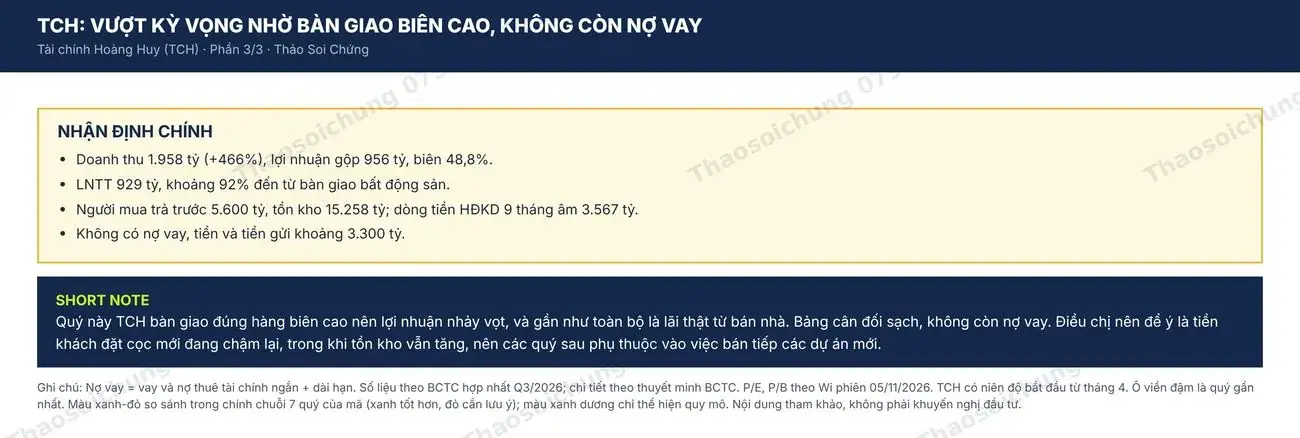 TCH: VƯỢT KỲ VỌNG NHỜ BÀN GIAO BIÊN CAO, KHÔNG CÒN NỢ VAY
Tài chính Hoàng Huy (TCH) · Phần 3/3 · Thảo Soi Chứng
Thaosoichung
Thaosoichung 079
Thaosoichung
NHẬN ĐỊNH CHÍNH
• Doanh thu 1.958 tỷ (+466%), lợi nhuận gộp 956 tỷ, biên 48,8%.
• LNTT 929 tỷ, khoảng 92% đến từ bàn giao bất động sản.
• Người mua trả trước 5.600 tỷ, tồn kho 15.258 tỷ; dòng tiền HĐKD 9 tháng âm 3.567 tỷ.
• Không có nợ vay, tiền và tiền gửi khoảng 3.300 tỷ.
SHORT NOTE
Quý này TCH bàn giao đúng hàng biên cao nên lợi nhuận nhảy vọt, và gần như toàn bộ là lãi thật từ bán nhà. Bảng cân đối sạch, không còn nợ vay. Điều chị nên để ý là tiền
khách đặt cọc mới đang chậm lại, trong khi tồn kho vẫn tăng, nên các quý sau phụ thuộc vào việc bán tiếp các dự án mới.
Ghi chú: Nợ vay = vay và nợ thuê tài chính ngắn + dài hạn. Số liệu theo BCTC hợp nhất Q3/2026; chi tiết theo thuyết minh BCTC. P/E, P/B theo Wi phiên 05/11/2026. TCH có niên độ bắt đầu từ tháng 4. Ô viền đậm là quý gần
nhất. Màu xanh-đỏ so sánh trong chính chuỗi 7 quý của mã (xanh tốt hơn, đỏ cần lưu ý); màu xanh dương chỉ thể hiện quy mô. Nội dung tham khảo, không phải khuyến nghị đầu tư.